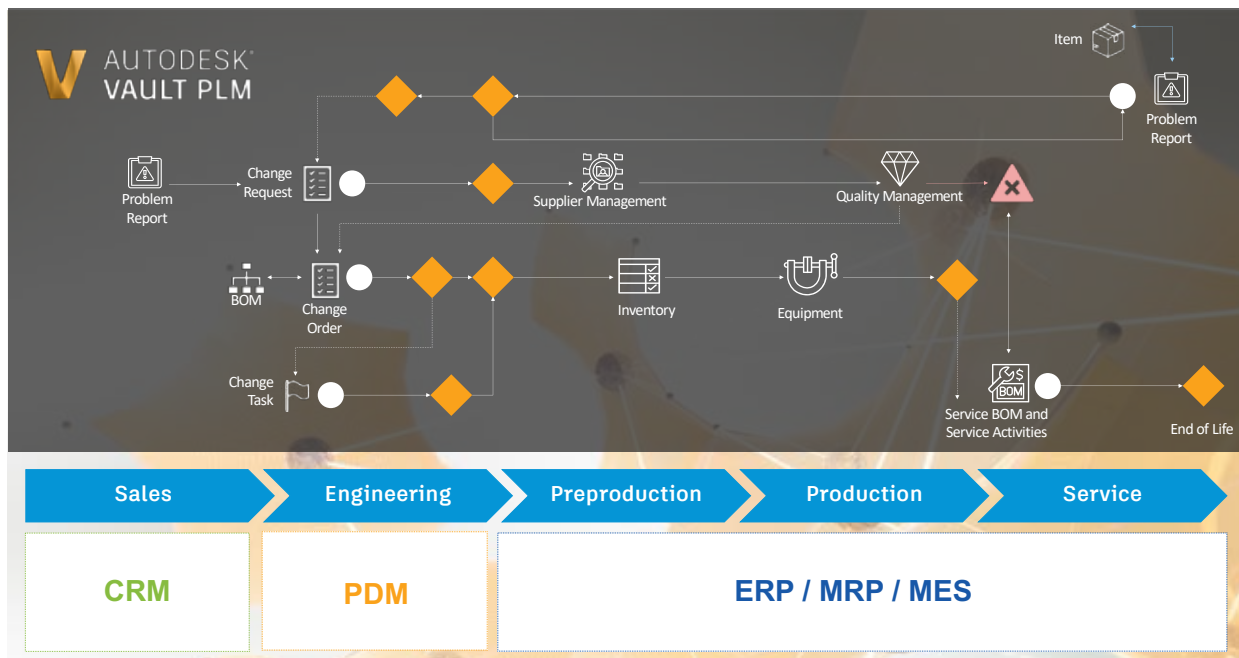 AUTODESK®
VAULT PLM
Item
Problem
Report
Problem
Report
Change
Request
Supplier Management
Quality Management
BOM
Change
Order
Inventory
Equipment
Change
Task
BOM
Service BOM and
Service Activities
End of Life
Sales
Engineering
Preproduction
Production
Service
CRM
PDM
ERP / MRP / MES